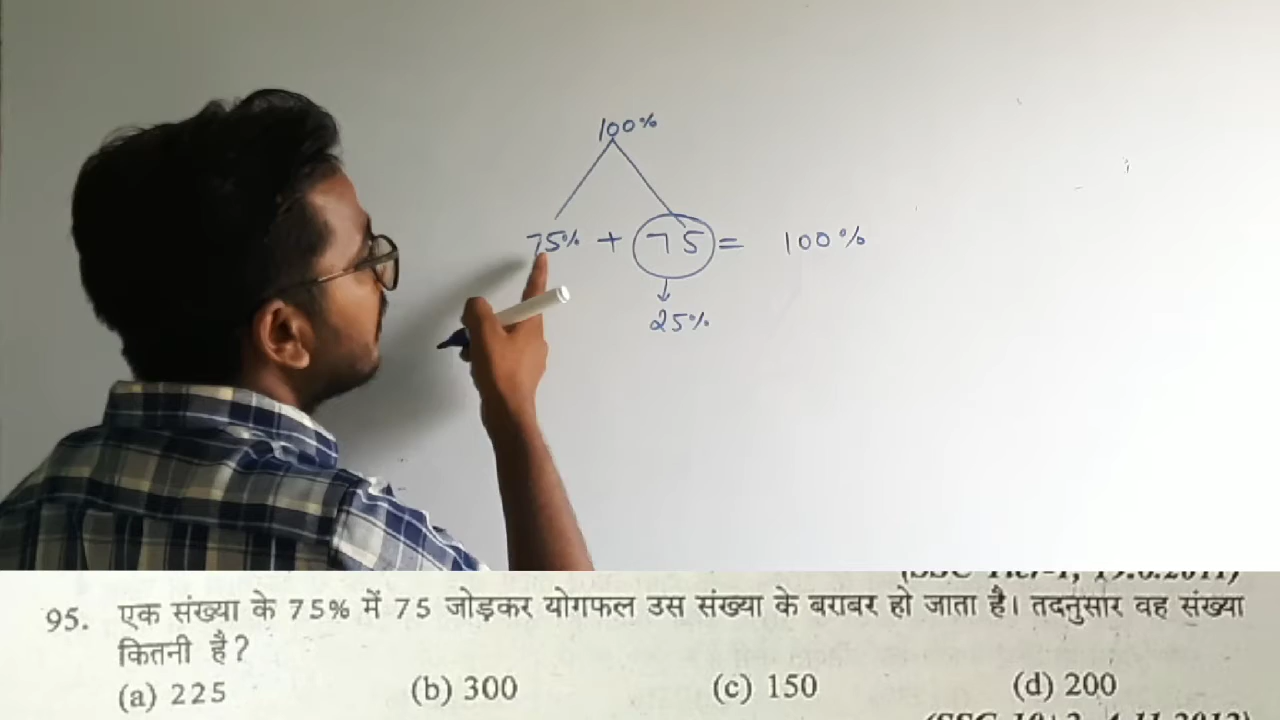 100%
75% + 75 = 100%
25%
95. एक संख्या के 75% में 75 जोड़कर योगफल उस संख्या के बराबर हो जाता है। तदनुसार वह संख्या
कितनी है?
(a) 225 (b) 300 (c) 150 (d) 200